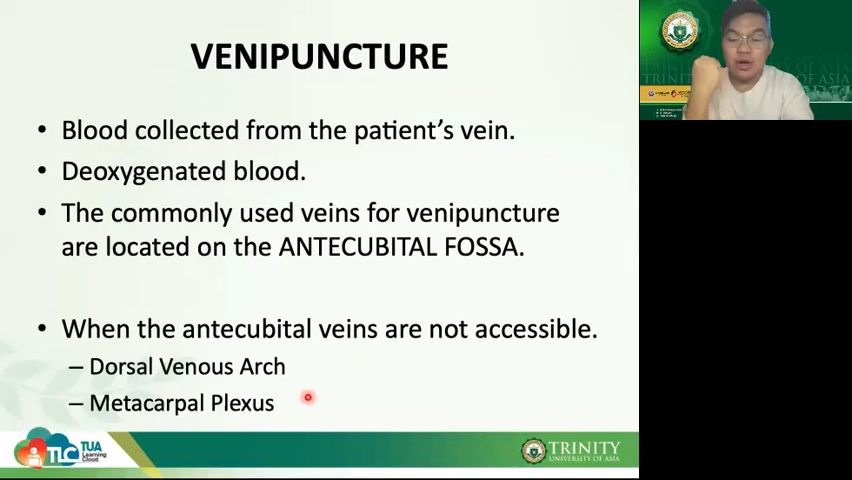 VENIPUNCTURE
• Blood collected from the patient's vein.
• Deoxygenated blood.
• The commonly used veins for venipuncture
are located on the ANTECUBITAL FOSSA.
• When the antecubital veins are not accessible.
– Dorsal Venous Arch
– Metacarpal Plexus
TLC
TUA
Learning
Cloud
TRINITY
UNIVERSITY OF ASIA